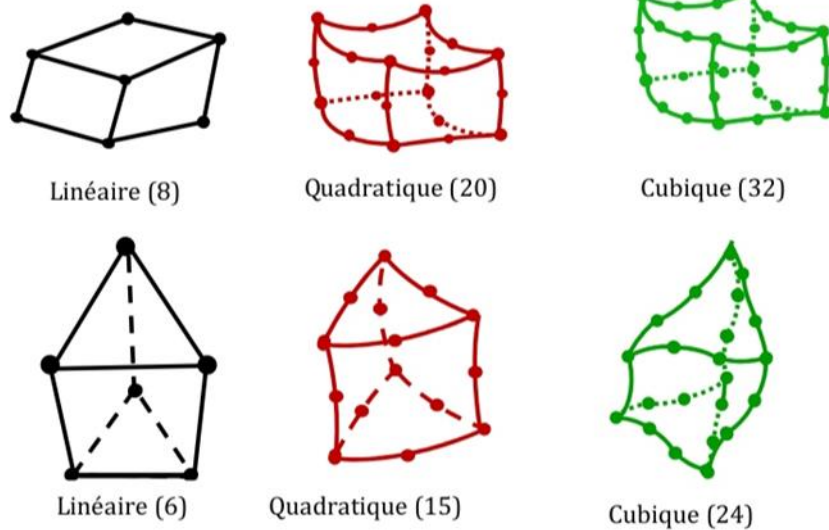 Linéaire (8)
Quadratique (20)
Cubique (32)
Linéaire (6)
Quadratique (15)
Cubique (24)